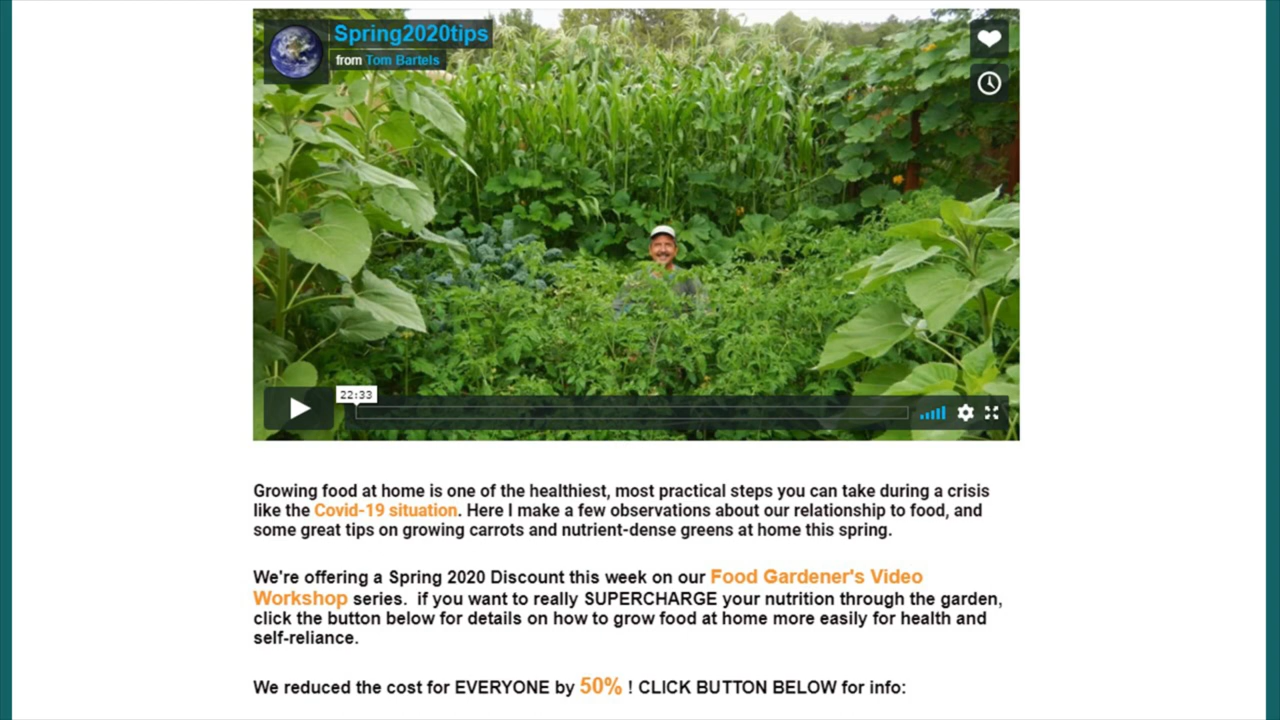 Spring2020tips
from Tom Bartels
22:33
Growing food at home is one of the healthiest, most practical steps you can take during a crisis
like the Covid-19 situation. Here I make a few observations about our relationship to food, and
some great tips on growing carrots and nutrient-dense greens at home this spring.
We're offering a Spring 2020 Discount this week on our Food Gardener's Video
Workshop series.  if you want to really SUPERCHARGE your nutrition through the garden,
click the button below for details on how to grow food at home more easily for health and
self-reliance.
We reduced the cost for EVERYONE by 50% ! CLICK BUTTON BELOW for info: